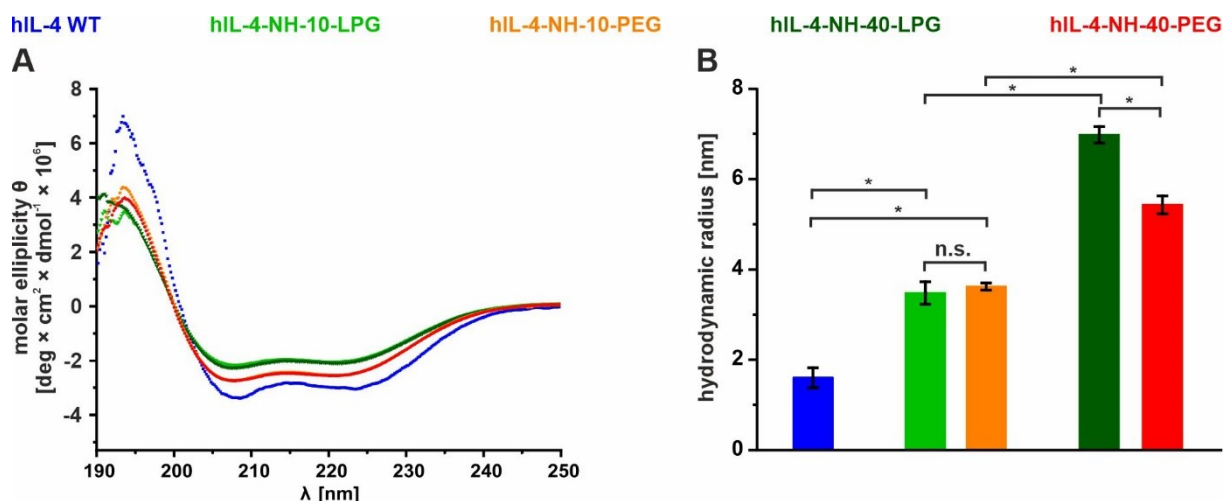 hIL-4 WT hIL-4-NH-10-LPG hIL-4-NH-10-PEG hIL-4-NH-40-LPG hIL-4-NH-40-PEG
A
molar ellipticity θ
[deg × cm² × dmol⁻¹ × 10⁶]
8
6
4
2
0
-2
-4
190 200 210 220 230 240 250
λ [nm]
B
hydrodynamic radius [nm]
8
6
4
2
0
*
*
n.s.
*
*
*